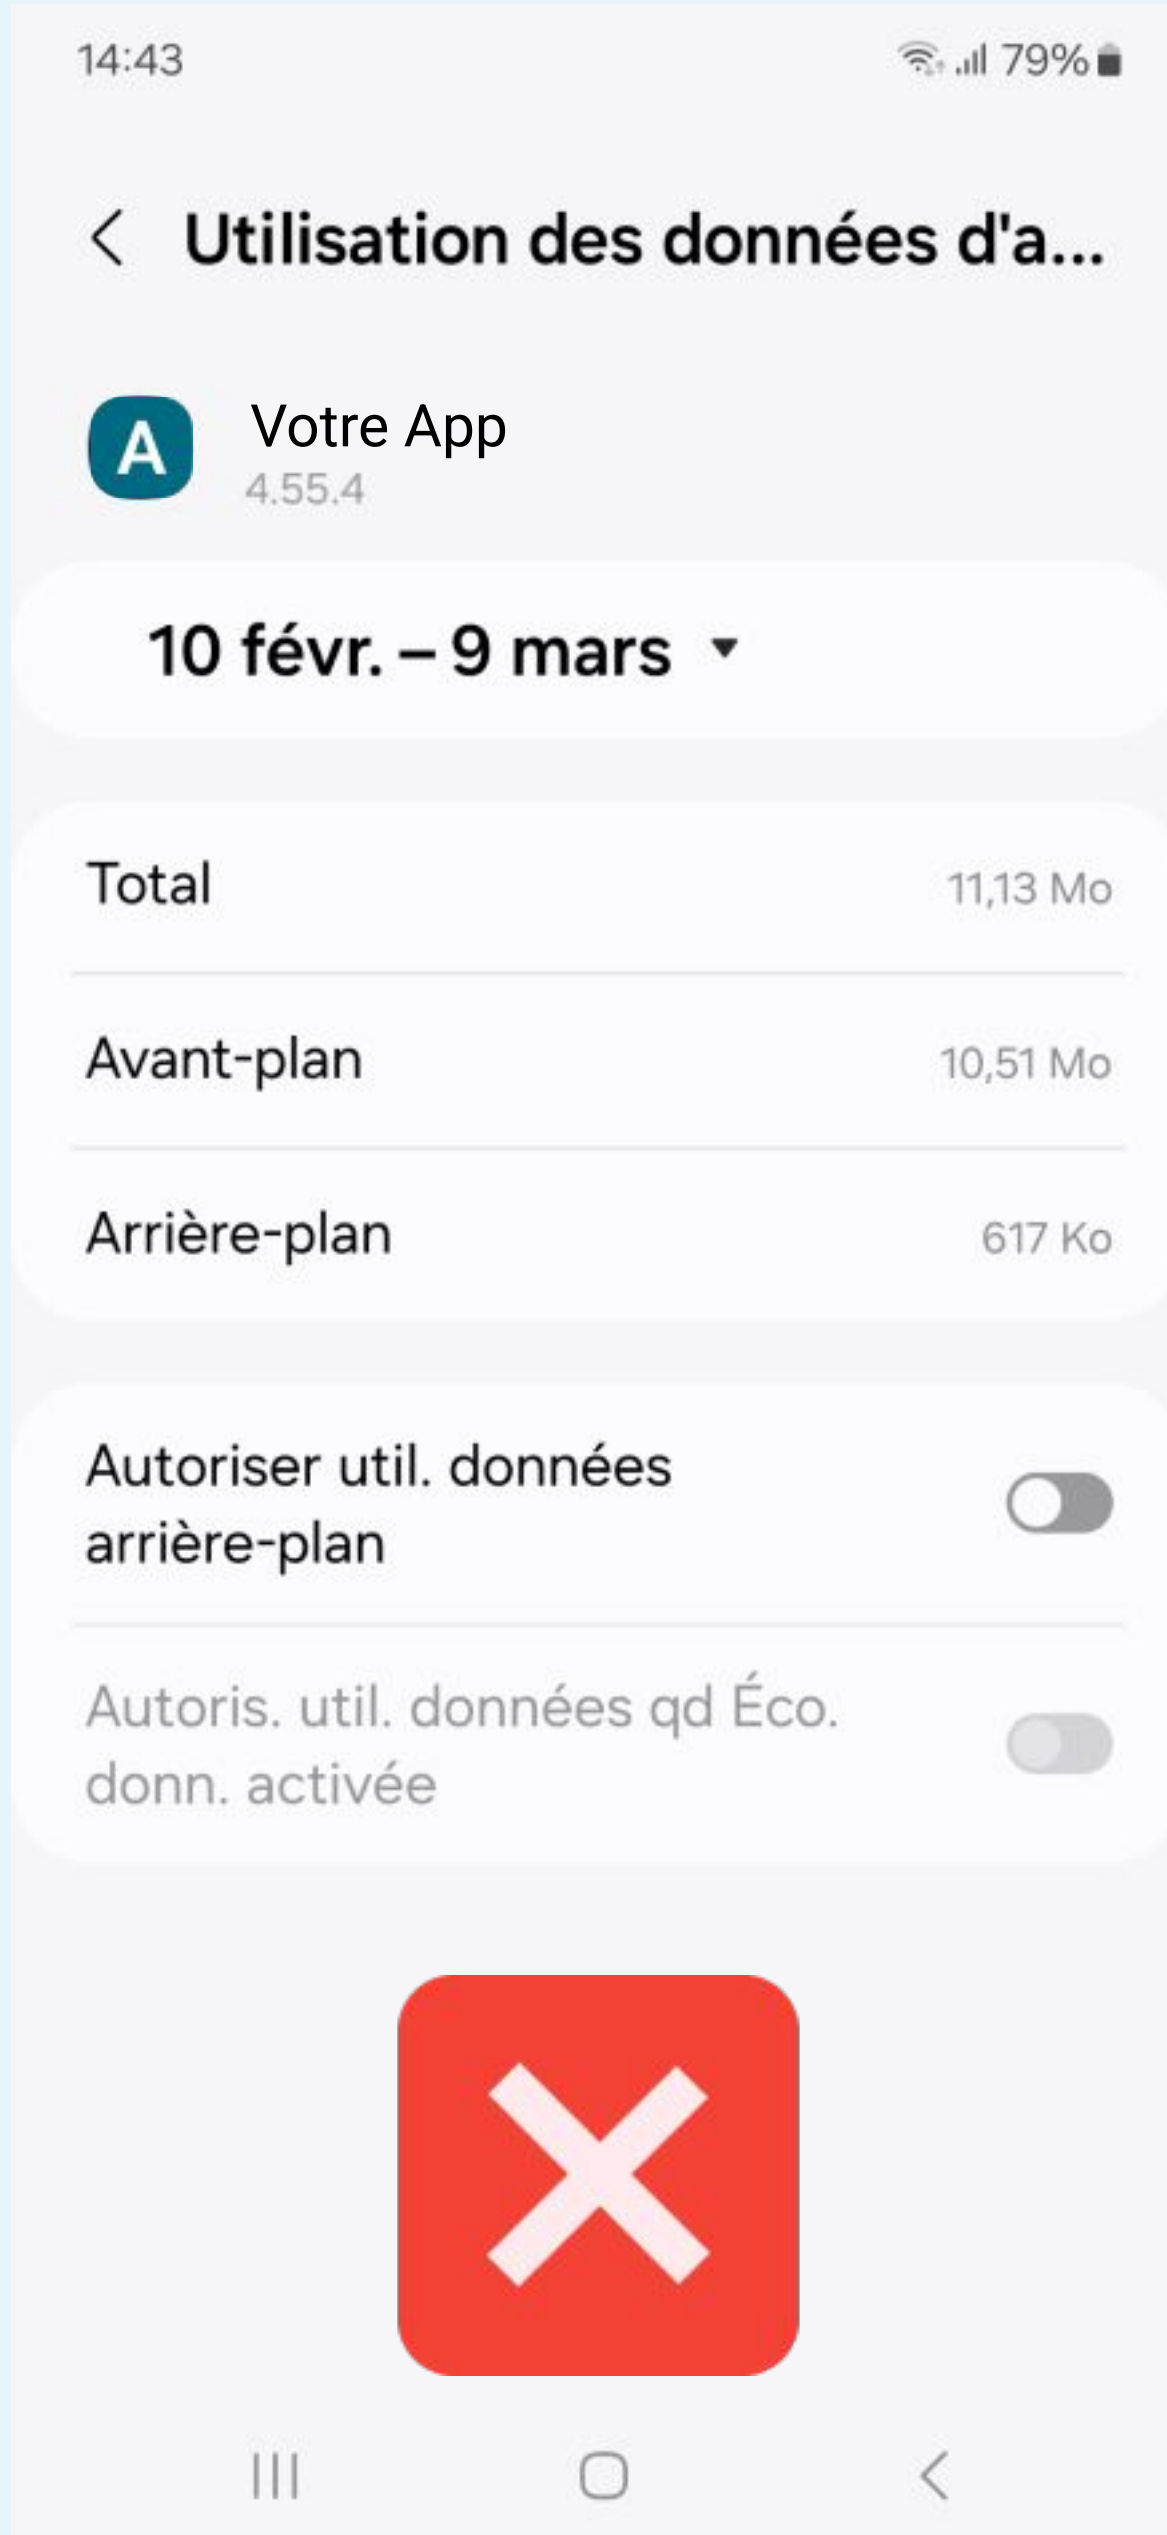 14:43
79%
Utilisation des données d'a...
A
Votre App
4.55.4
10 févr. – 9 mars
Total
11,13 Mo
Avant-plan
10,51 Mo
Arrière-plan
617 Ko
Autoriser util. données
arrière-plan
Autoris. util. données qd Éco.
donn. activée